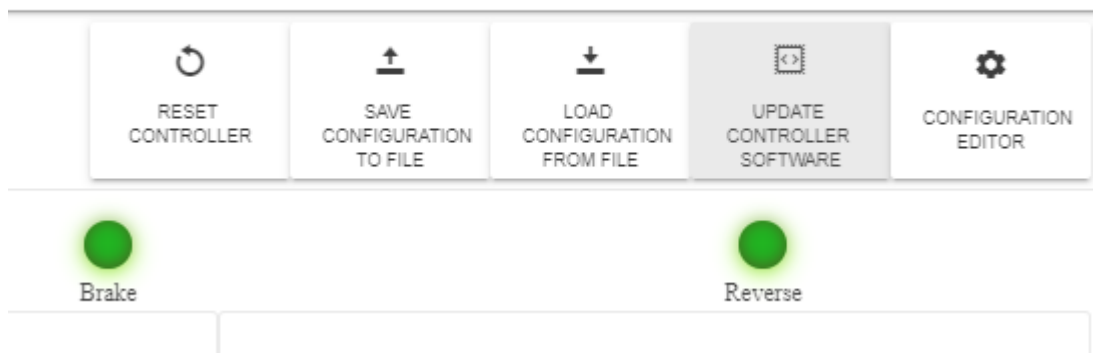 RESET
CONTROLLER
SAVE
CONFIGURATION
TO FILE
LOAD
CONFIGURATION
FROM FILE
UPDATE
CONTROLLER
SOFTWARE
CONFIGURATION
EDITOR
Brake
Reverse